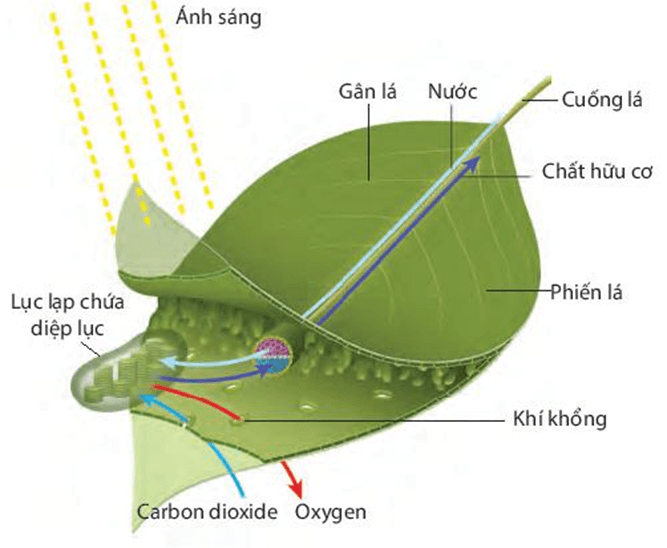 Ánh sáng
Gân lá
Nước
Cuống lá
Chất hữu cơ
Phiến lá
Lục lạp chứa
diệp lục
Khí khổng
Carbon dioxide
Oxygen